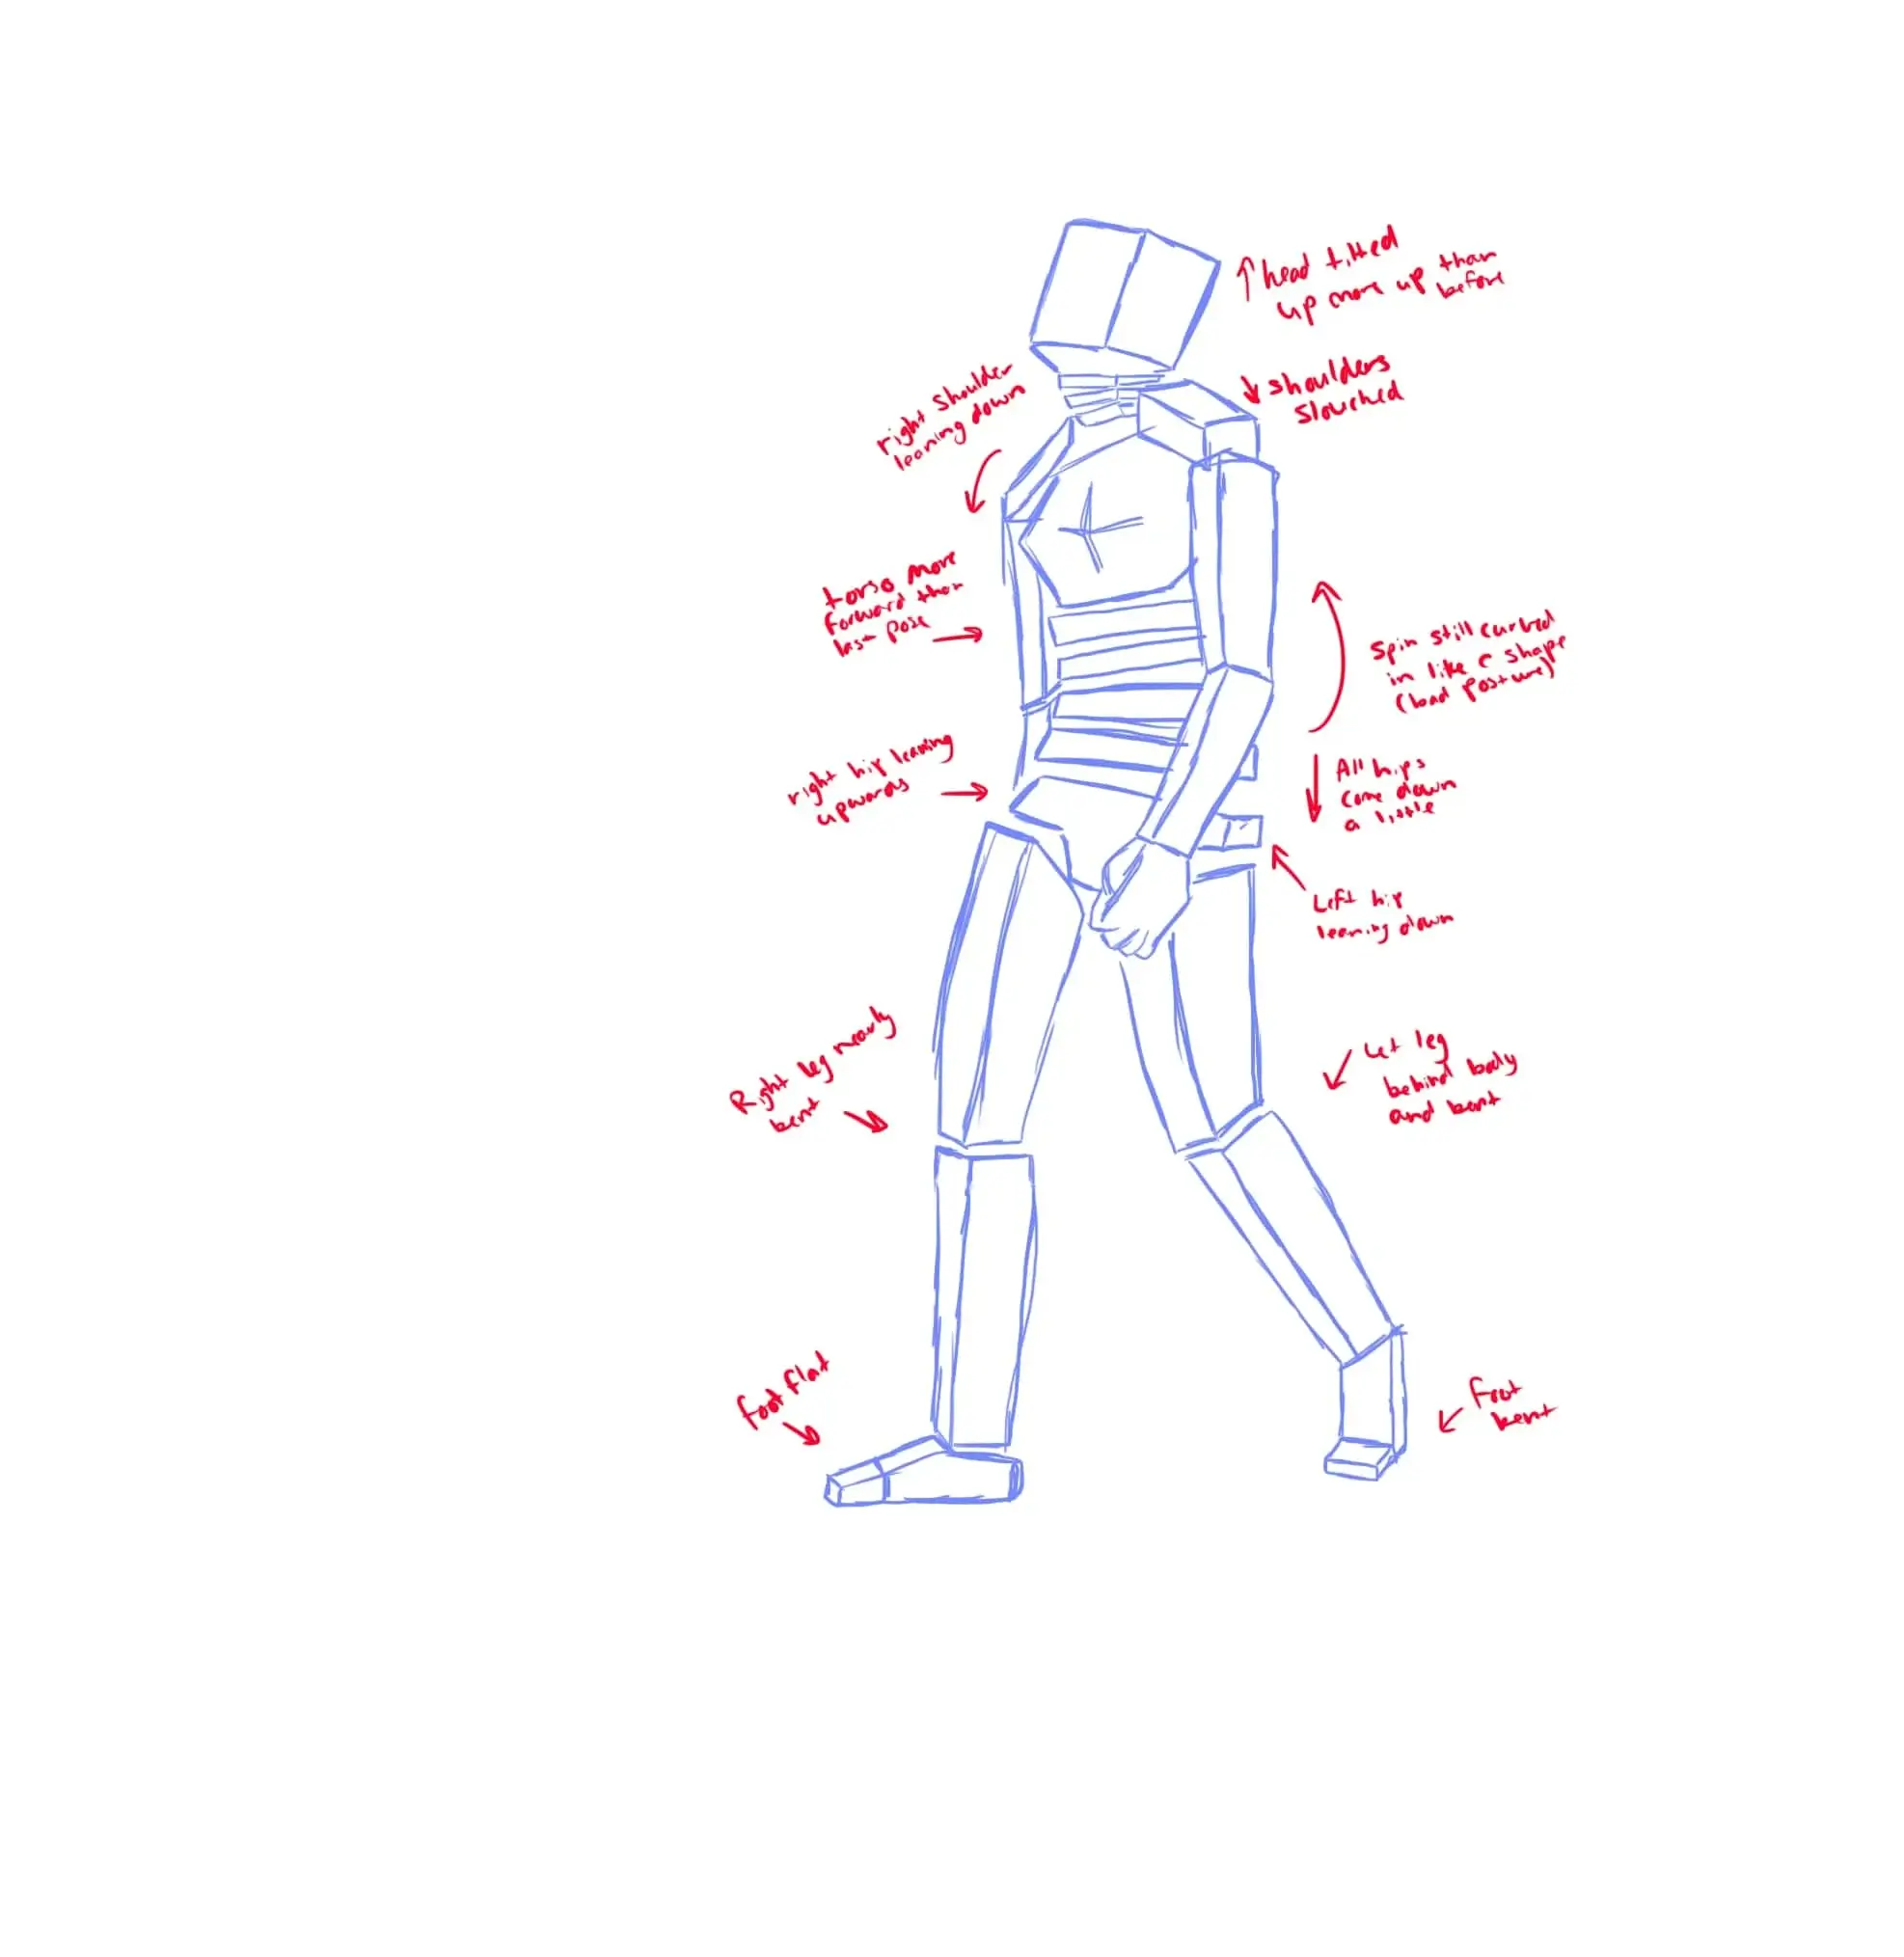 head tilted
up more up than
before
shoulders
slouched
right shoulder
leaning down
torso more
forward than
last pose
Spin still curved
in like C shape
(bad posture)
right hip leaning
upwards
All hips
come down
a little
Left hip
leaning down
Right leg nearly
bent
Let leg
behind body
and bent
foot flat
Foot
bent